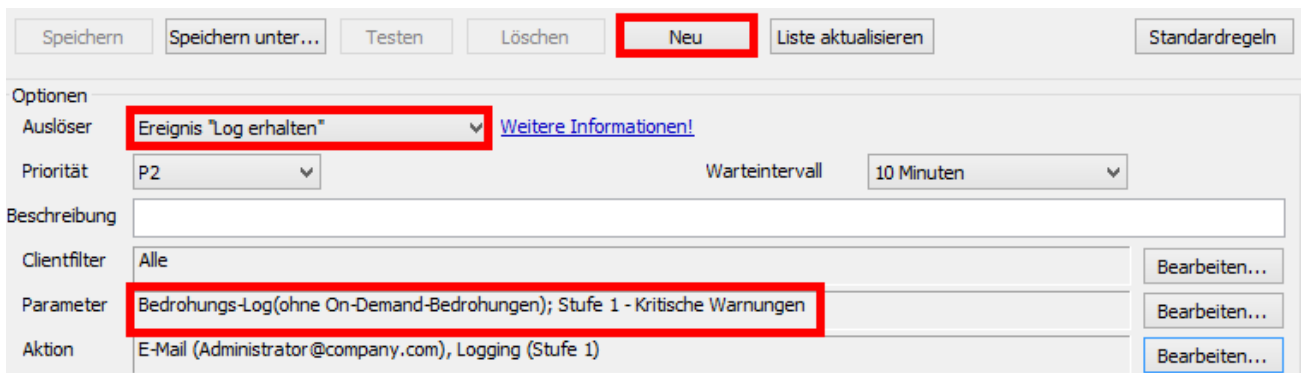 Speichern Speichern unter... Testen Löschen Neu Liste aktualisieren Standardregeln
Optionen
Auslöser Ereignis "Log erhalten" Weitere Informationen!
Priorität P2 Warteintervall 10 Minuten
Beschreibung
Clientfilter Alle Bearbeiten...
Parameter Bedrohungs-Log(ohne On-Demand-Bedrohungen); Stufe 1 - Kritische Warnungen Bearbeiten...
Aktion E-Mail (Administrator@company.com), Logging (Stufe 1) Bearbeiten...